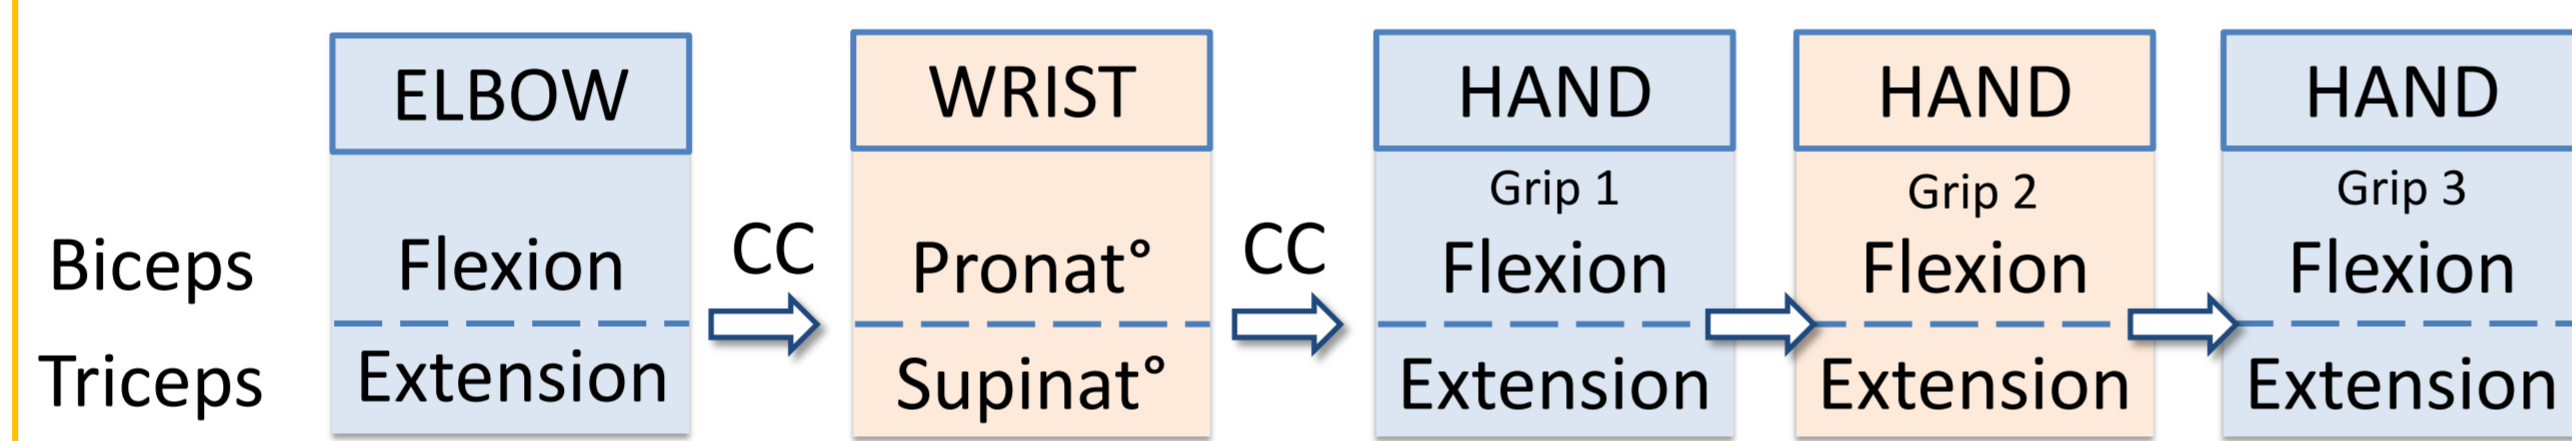 ELBOW WRIST HAND HAND HAND
Grip 1 Grip 2 Grip 3
Biceps Flexion CC Pronat° CC Flexion Flexion Flexion
Triceps Extension Supinat° Extension Extension Extension